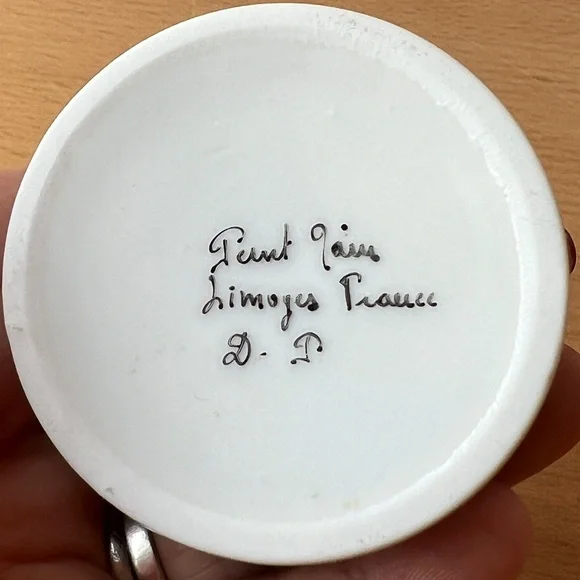 Peint Main
Limoges France
D. P